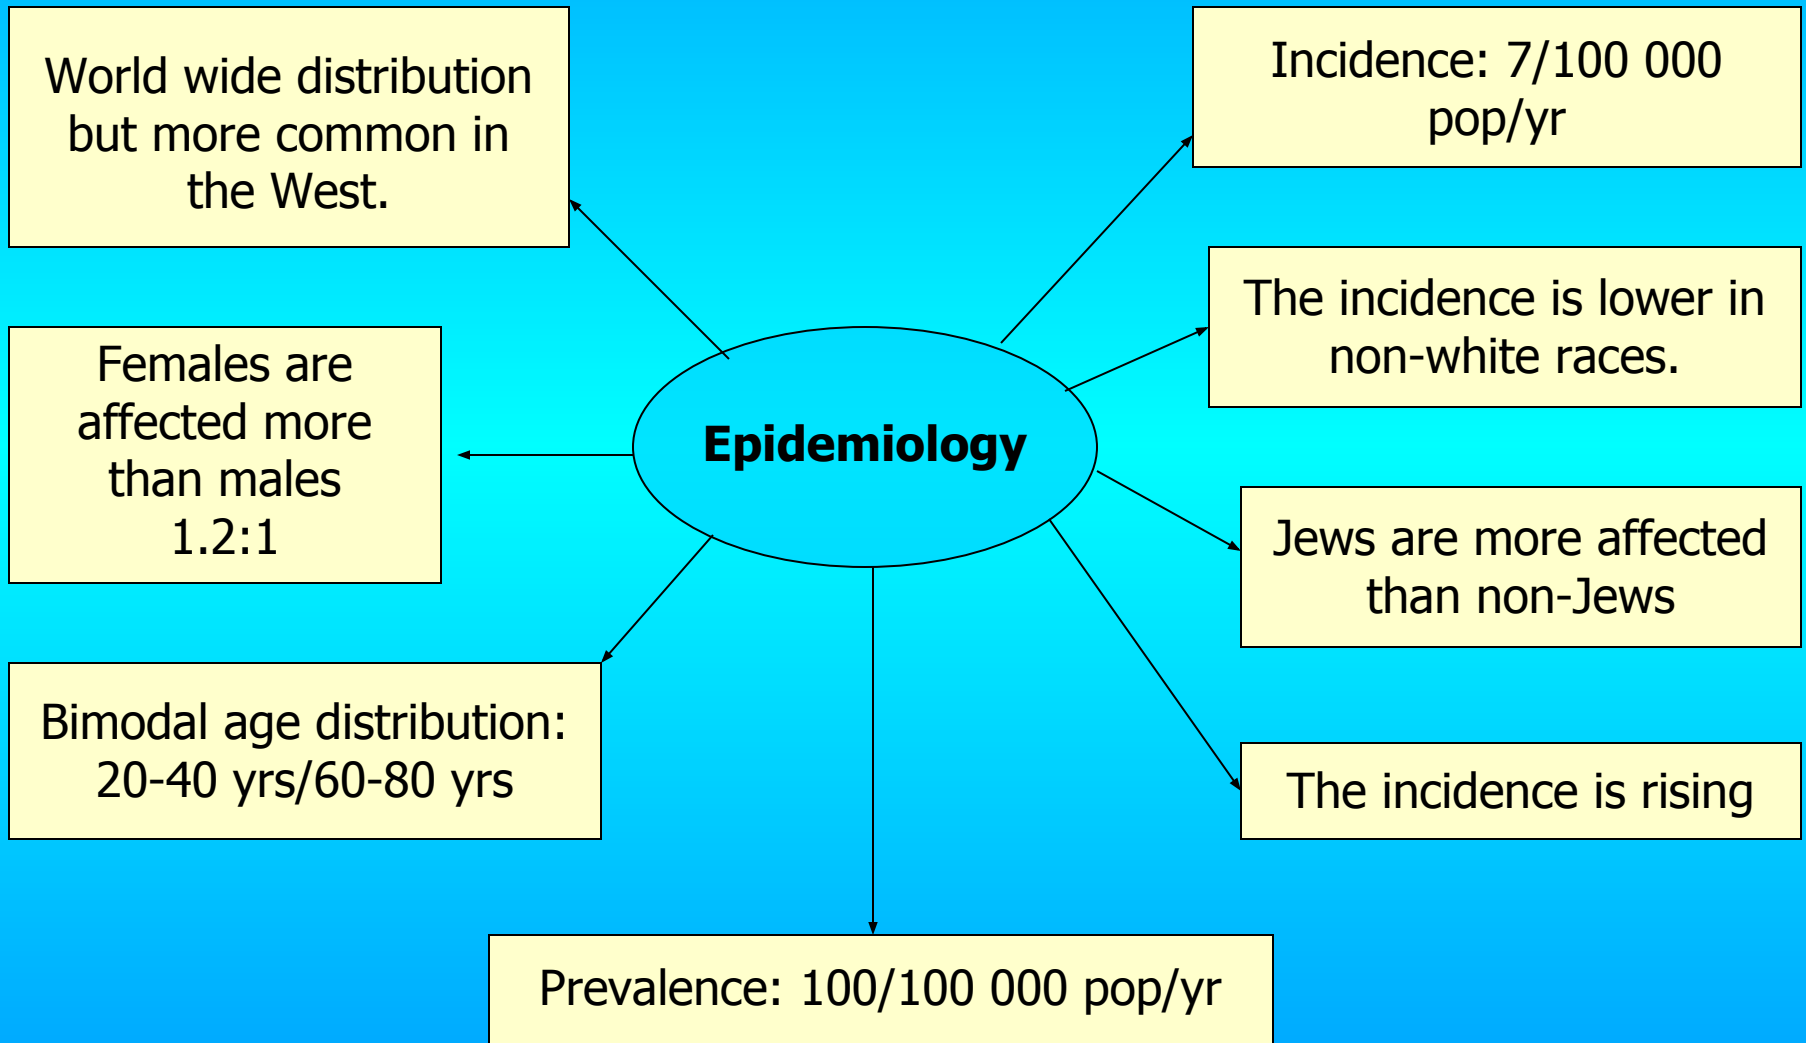 World wide distribution
but more common in
the West.
Incidence: 7/100 000
pop/yr
The incidence is lower in
non-white races.
Females are
affected more
than males
1.2:1
Epidemiology
Jews are more affected
than non-Jews
Bimodal age distribution:
20-40 yrs/60-80 yrs
The incidence is rising
Prevalence: 100/100 000 pop/yr